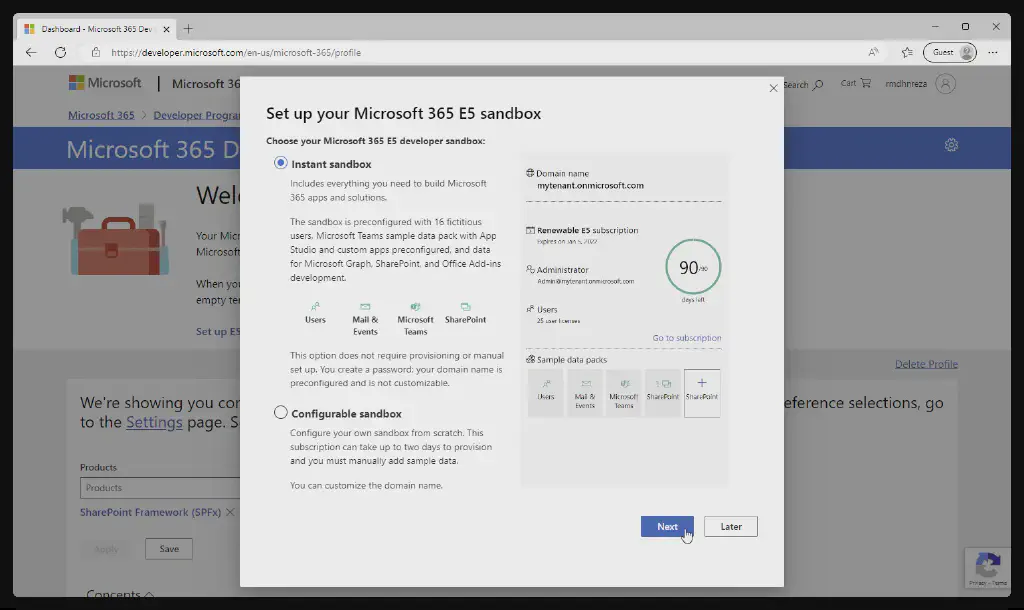 Dashboard - Microsoft 365 Dev
https://developer.microsoft.com/en-us/microsoft-365/profile
Guest
Microsoft
Microsoft 36
Search
Cart
rmdhnreza
Microsoft 365
Developer Progra
Microsoft 365 D
Wel
Your Micr
Microsoft
When you
empty te
Set up E5
Delete Profile
We're showing you con
eference selections, go
to the Settings page. S
Products
Products
SharePoint Framework (SPFx)
Apply
Save
Concepts
Set up your Microsoft 365 E5 sandbox
Choose your Microsoft 365 E5 developer sandbox:
Instant sandbox
Includes everything you need to build Microsoft
365 apps and solutions.
The sandbox is preconfigured with 16 fictitious
users, Microsoft Teams sample data pack with App
Studio and custom apps preconfigured, and data
for Microsoft Graph, SharePoint, and Office Add-ins
development.
Users
Mail &
Events
Microsoft
Teams
SharePoint
This option does not require provisioning or manual
set up. You create a password; your domain name is
preconfigured and is not customizable.
Configurable sandbox
Configure your own sandbox from scratch. This
subscription can take up to two days to provision
and you must manually add sample data.
You can customize the domain name.
Domain name
mytenant.onmicrosoft.com
Renewable E5 subscription
Expires on Jan 5, 2022
Administrator
Admin@mytenant.onmicrosoft.com
Users
25 user licenses
90/90
days left
Go to subscription
Sample data packs
Users
Mail &
Events
Microsoft
Teams
SharePoint
SharePoint
Next
Later
Privacy - Terms